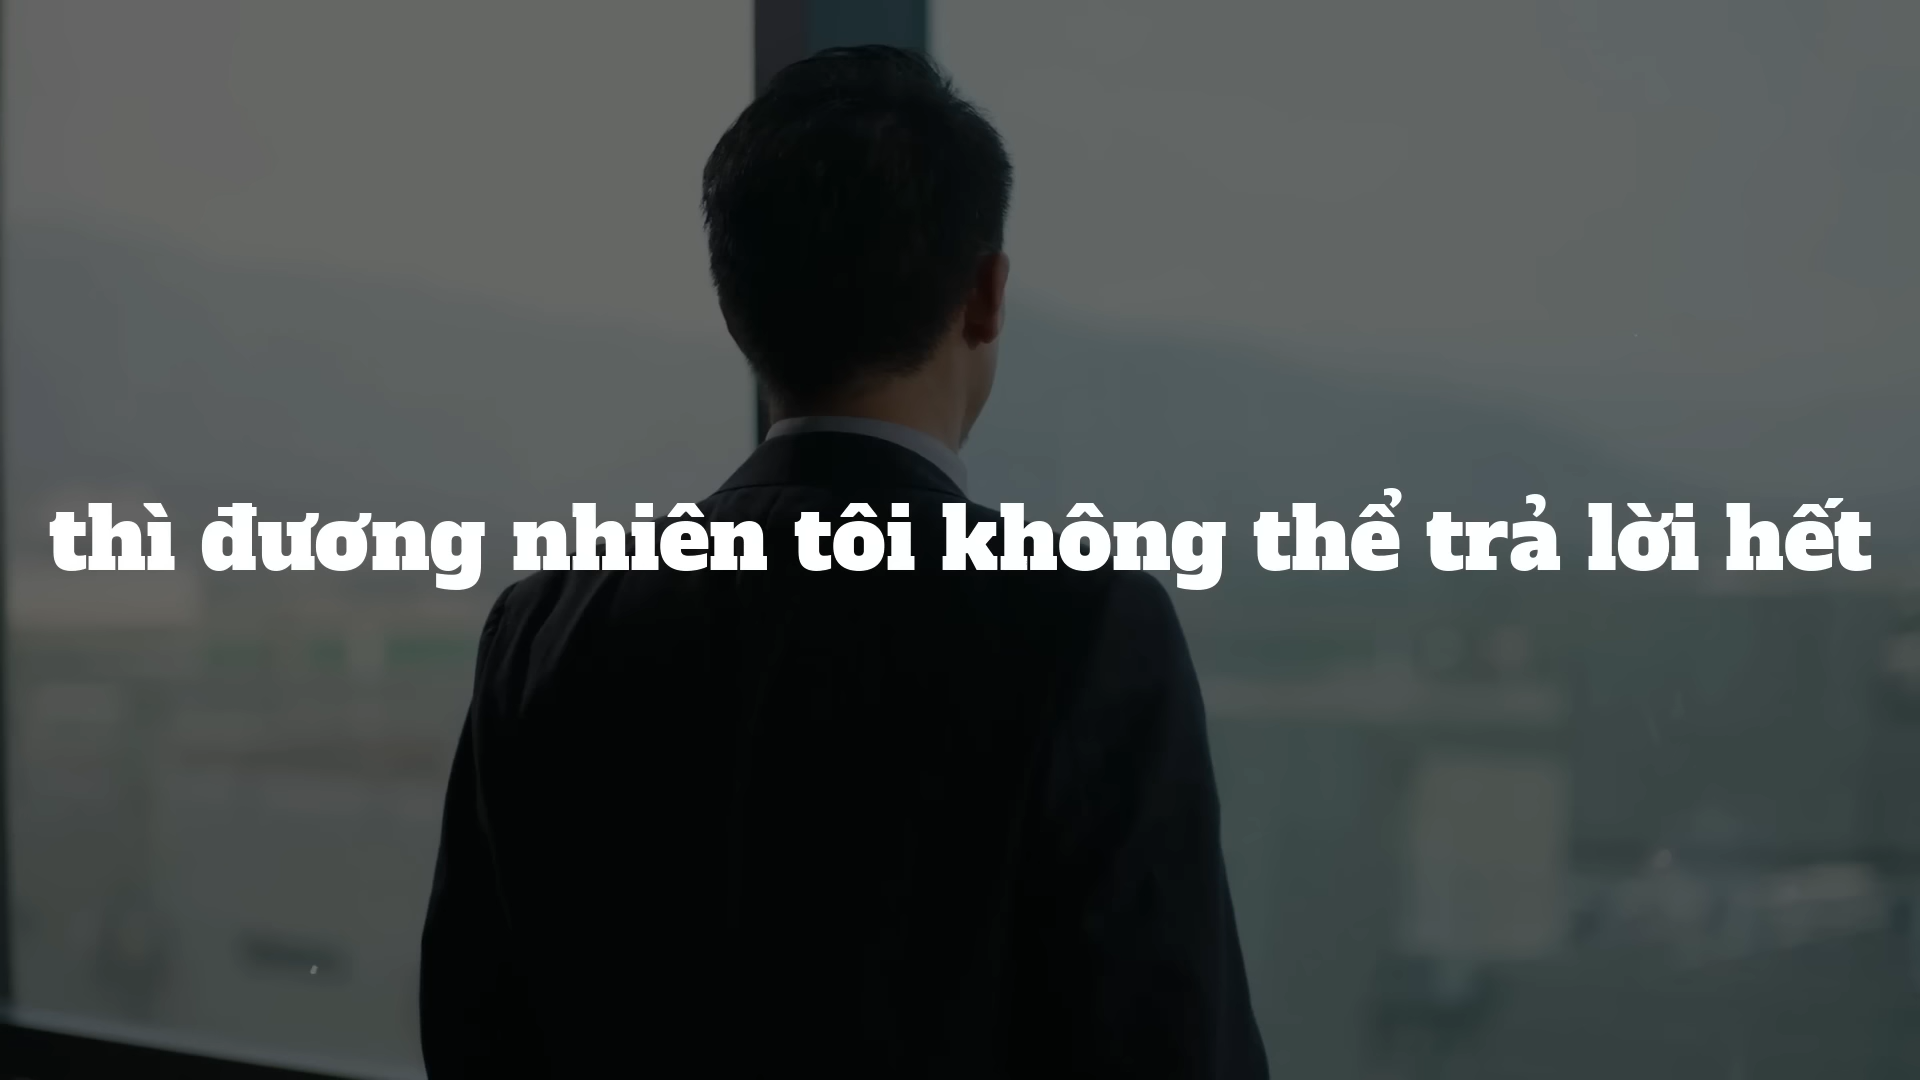 thì đương nhiên tôi không thể trả lời hết